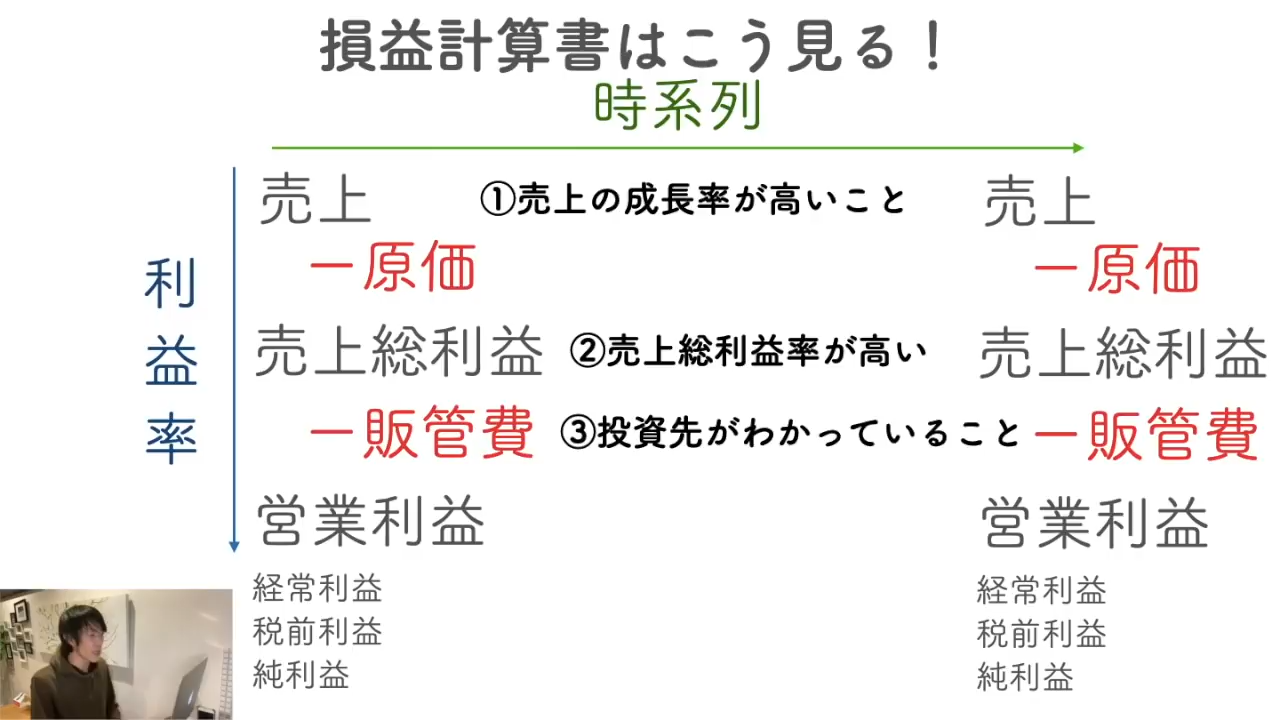 損益計算書はこう見る！
時系列
利益率
売上
①売上の成長率が高いこと
売上
ー原価
ー原価
売上総利益
②売上総利益率が高い
売上総利益
ー販管費
③投資先がわかっていること
ー販管費
営業利益
営業利益
経常利益
経常利益
税前利益
税前利益
純利益
純利益